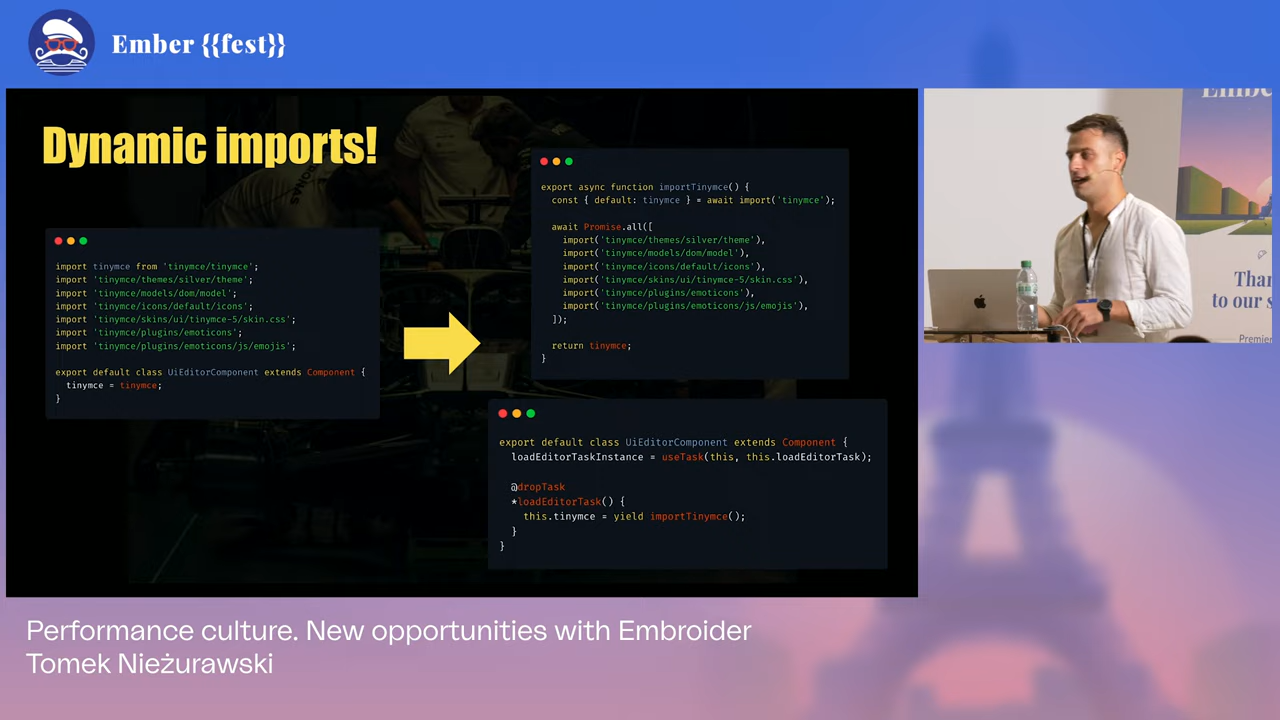 Ember {{fest}}
Dynamic imports!
import tinymce from 'tinymce/tinymce';
import 'tinymce/themes/silver/theme';
import 'tinymce/models/dom/model';
import 'tinymce/icons/default/icons';
import 'tinymce/skins/ui/tinymce-5/skin.css';
import 'tinymce/plugins/emoticons';
import 'tinymce/plugins/emoticons/js/emojis';
export default class UiEditorComponent extends Component {
tinymce = tinymce;
}
export async function importTinymce() {
const { default: tinymce } = await import('tinymce');
await Promise.all([
import('tinymce/themes/silver/theme'),
import('tinymce/models/dom/model'),
import('tinymce/icons/default/icons'),
import('tinymce/skins/ui/tinymce-5/skin.css'),
import('tinymce/plugins/emoticons'),
import('tinymce/plugins/emoticons/js/emojis'),
]);
return tinymce;
}
export default class UiEditorComponent extends Component {
loadEditorTaskInstance = useTask(this, this.loadEditorTask);
@dropTask
*loadEditorTask() {
this.tinymce = yield importTinymce();
}
}
to our
Performance culture. New opportunities with Embroider
Tomek Nieżurawski